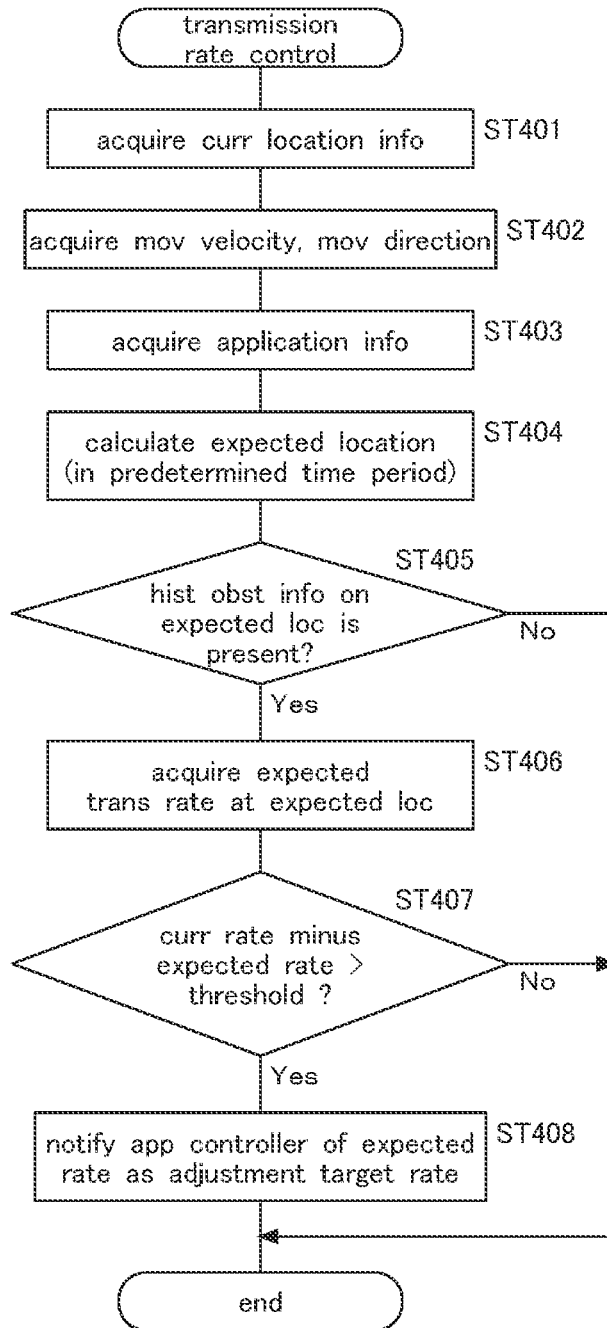 transmission
rate control
acquire curr location info
ST401
acquire mov velocity, mov direction
ST402
acquire application info
ST403
calculate expected location
(in predetermined time period)
ST404
ST405
hist obst info on
expected loc is
present?
No
Yes
acquire expected
trans rate at expected loc
ST406
ST407
curr rate minus
expected rate >
threshold ?
No
Yes
notify app controller of expected
rate as adjustment target rate
ST408
end